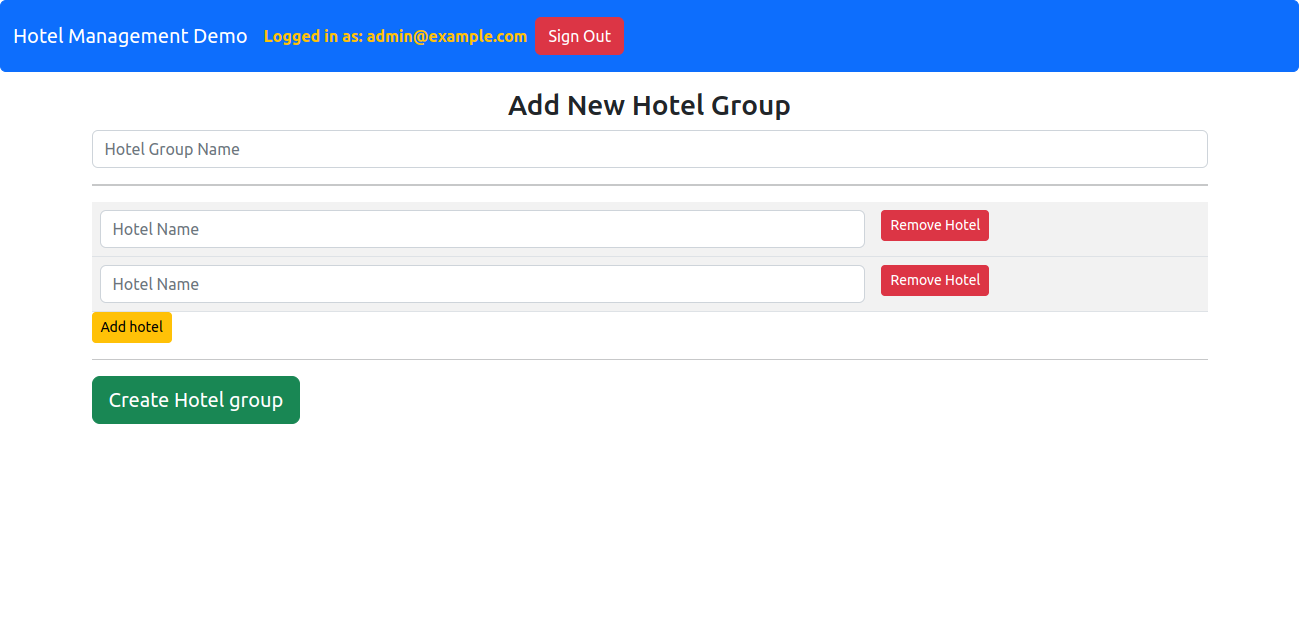 Hotel Management Demo Logged in as: admin@example.com Sign Out
Add New Hotel Group
Hotel Group Name
Hotel Name Remove Hotel
Hotel Name Remove Hotel
Add hotel
Create Hotel group